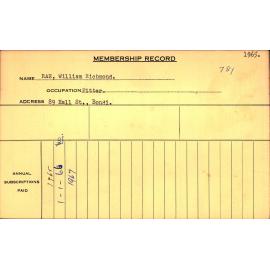 1965.
MEMBERSHIP RECORD
781
NAME RAE, William Richmond.
OCCUPATION Fitter.
ADDRESS 89 Hall St., Bondi.
ANNUAL SUBSCRIPTIONS PAID
1965
1-1-66
1967